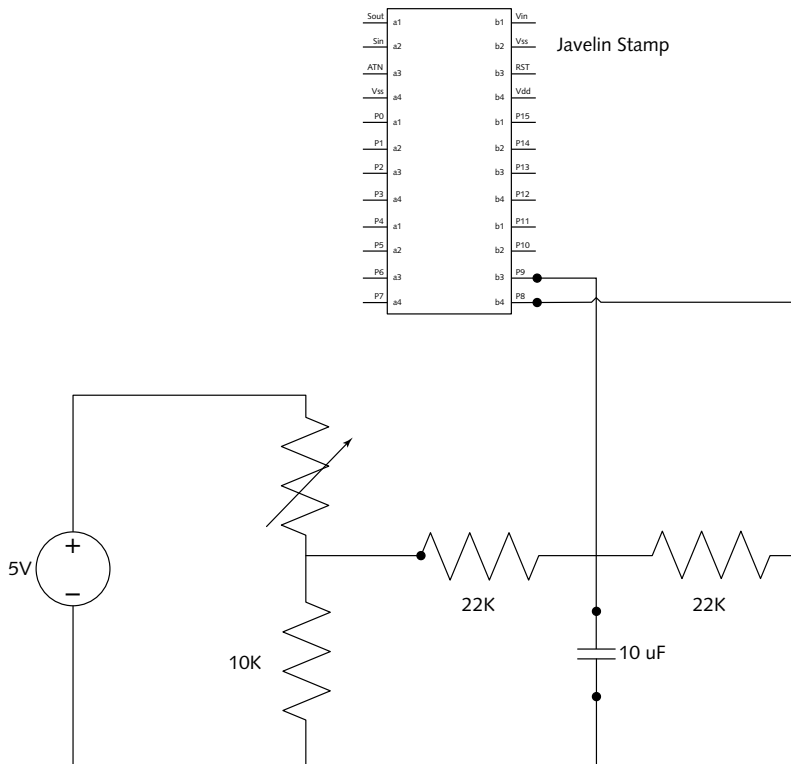 Sout a1 b1 Vin
Sin a2 b2 Vss
Javelin Stamp
ATN a3 b3 RST
Vss a4 b4 Vdd
P0 a1 b1 P15
P1 a2 b2 P14
P2 a3 b3 P13
P3 a4 b4 P12
P4 a1 b1 P11
P5 a2 b2 P10
P6 a3 b3 P9
P7 a4 b4 P8
+
5V
−
22K
22K
10K
10 uF